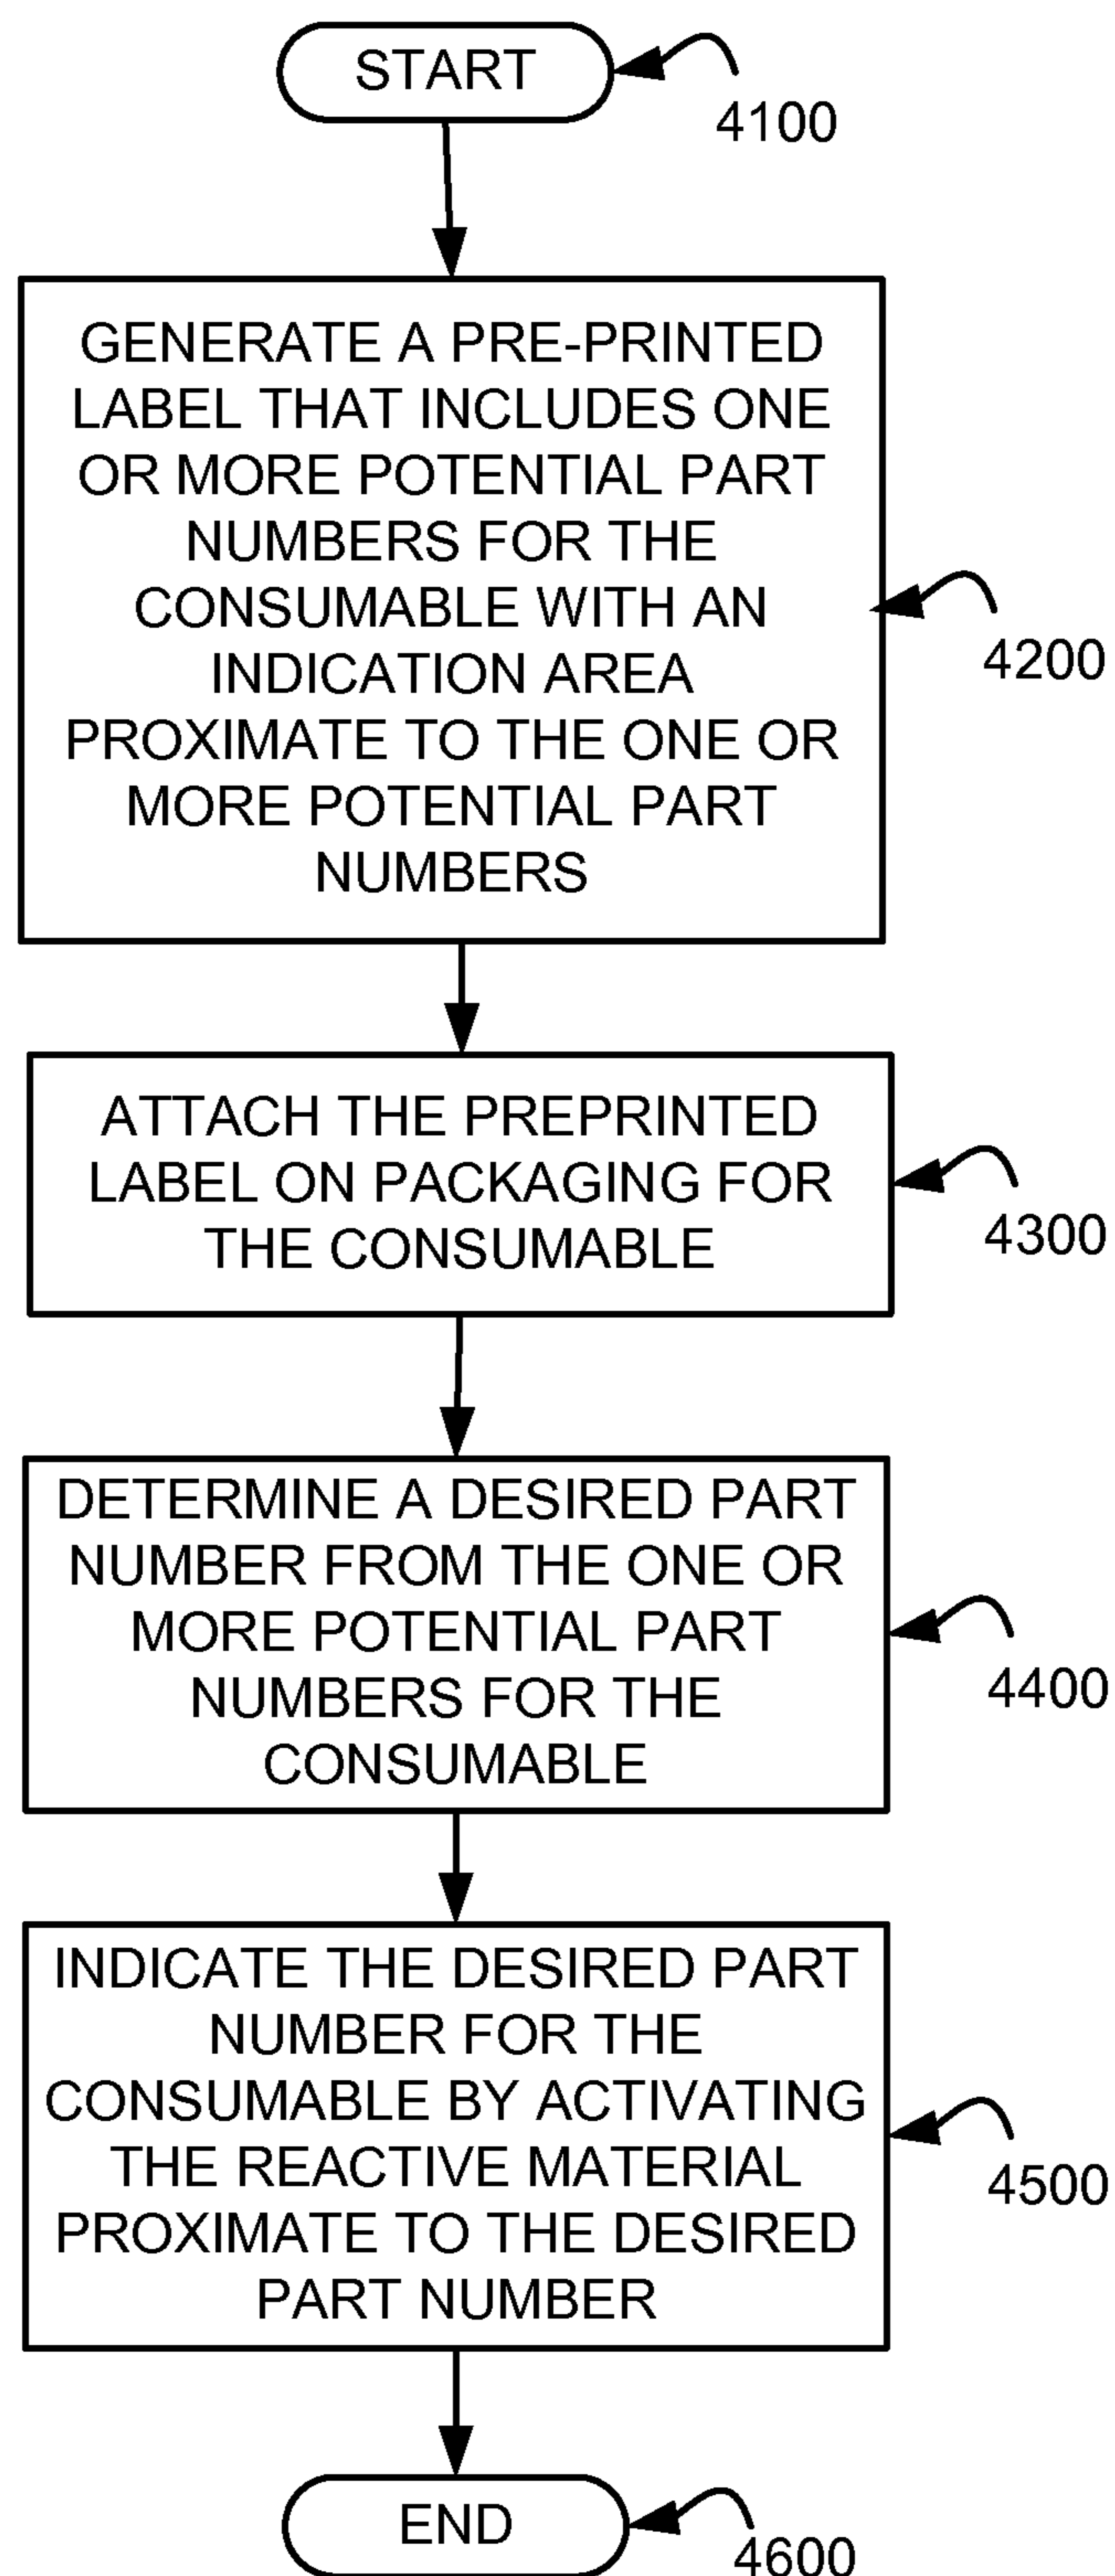 START
4100
GENERATE A PRE-PRINTED
LABEL THAT INCLUDES ONE
OR MORE POTENTIAL PART
NUMBERS FOR THE
CONSUMABLE WITH AN
INDICATION AREA
PROXIMATE TO THE ONE OR
MORE POTENTIAL PART
NUMBERS
4200
ATTACH THE PREPRINTED
LABEL ON PACKAGING FOR
THE CONSUMABLE
4300
DETERMINE A DESIRED PART
NUMBER FROM THE ONE OR
MORE POTENTIAL PART
NUMBERS FOR THE
CONSUMABLE
4400
INDICATE THE DESIRED PART
NUMBER FOR THE
CONSUMABLE BY ACTIVATING
THE REACTIVE MATERIAL
PROXIMATE TO THE DESIRED
PART NUMBER
4500
END
4600